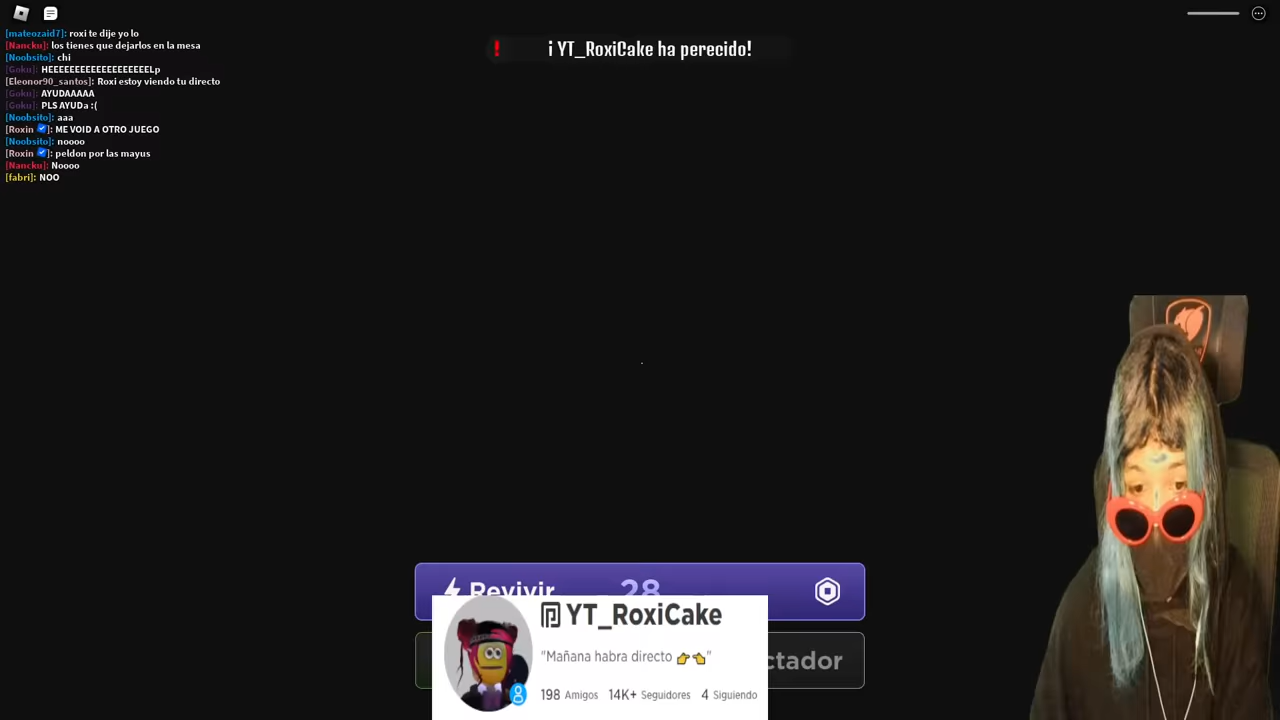 [mateozaid7]: roxi te dije yo lo
[Nancku]: los tienes que dejarlos en la mesa
[Noobsito]: chi
[Goku]: HEEEEEEEEEEEEEEEEEELp
[Eleonor90_santos]: Roxi estoy viendo tu directo
[Goku]: AYUDAAAAA
[Goku]: PLS AYUDa :(
[Noobsito]: aaa
[Roxin]: ME VOID A OTRO JUEGO
[Noobsito]: noooo
[Roxin]: peldon por las mayus
[Nancku]: Noooo
[fabri]: NOO
! ¡ YT_RoxiCake ha perecido!
Revivir 28
YT_RoxiCake
"Mañana habra directo 👉👈"
198 Amigos 14K+ Seguidores 4 Siguiendo
ctador